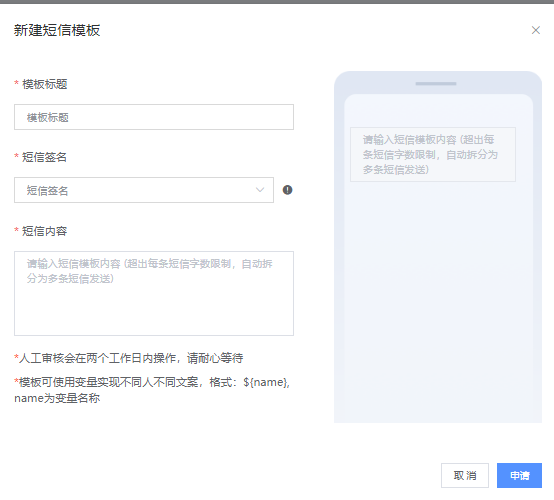 新建短信模板
* 模板标题
模板标题
* 短信签名
短信签名
* 短信内容
请输入短信模板内容 (超出每条短信字数限制，自动拆
分为多条短信发送)
*人工审核会在两个工作日内操作，请耐心等待
*模板可使用变量实现不同人不同文案，格式：${name},
name为变量名称
请输入短信模板内容 (超出每
条短信字数限制，自动拆分为
多条短信发送)
取 消
申请